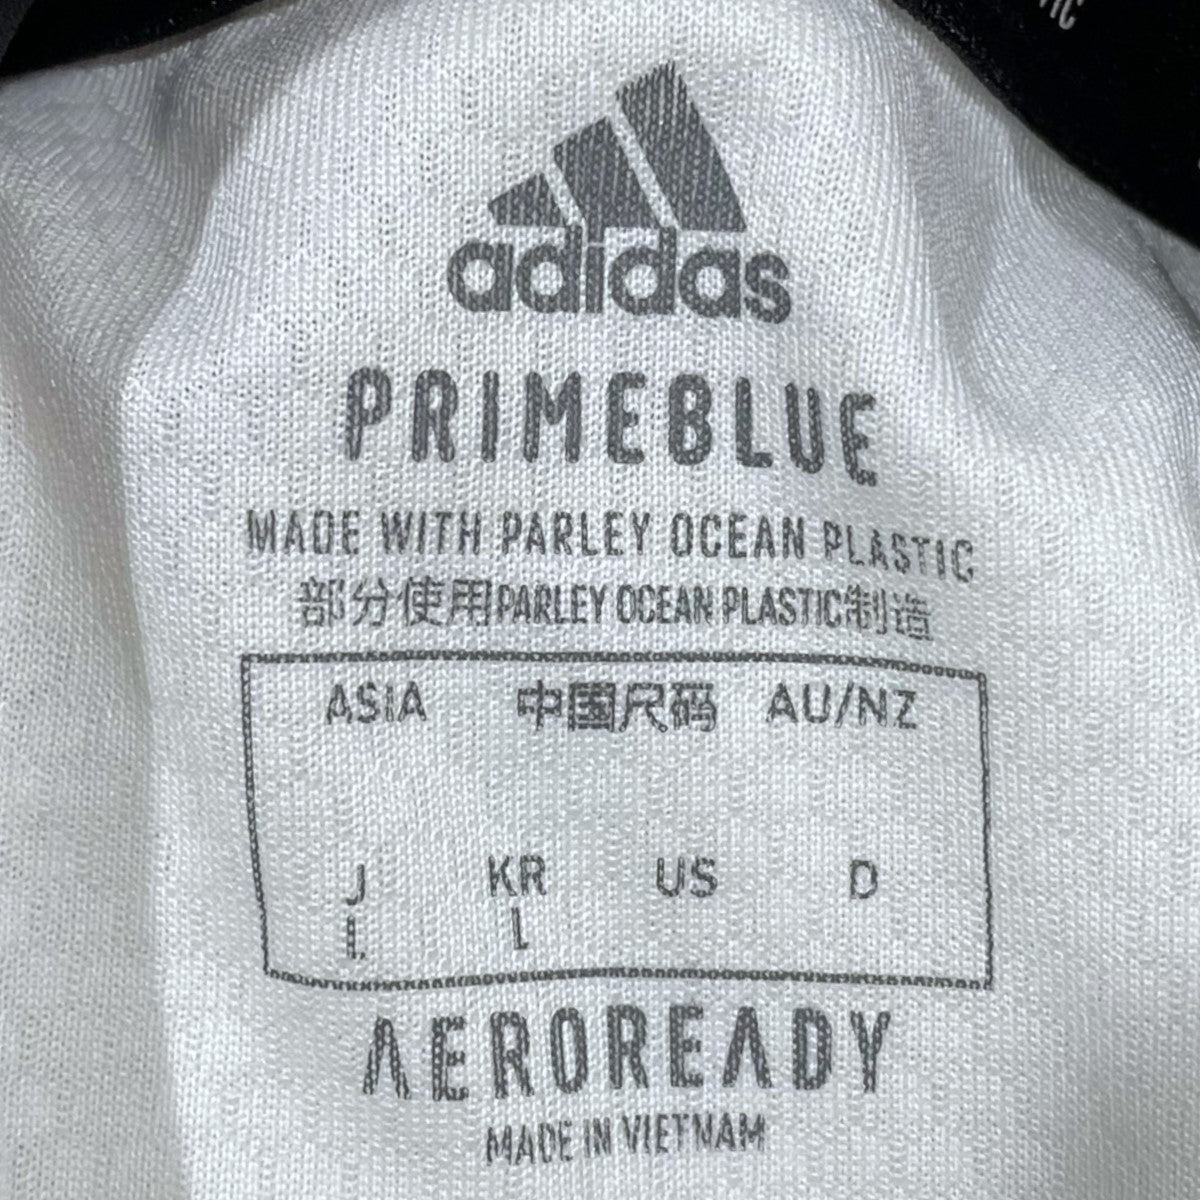 adidas
PRIMEBLUE
MADE WITH PARLEY OCEAN PLASTIC
部分使用PARLEY OCEAN PLASTIC制造
ASIA 中国尺码 AU/NZ
J KR US D
L L
AEROREADY
MADE IN VIETNAM